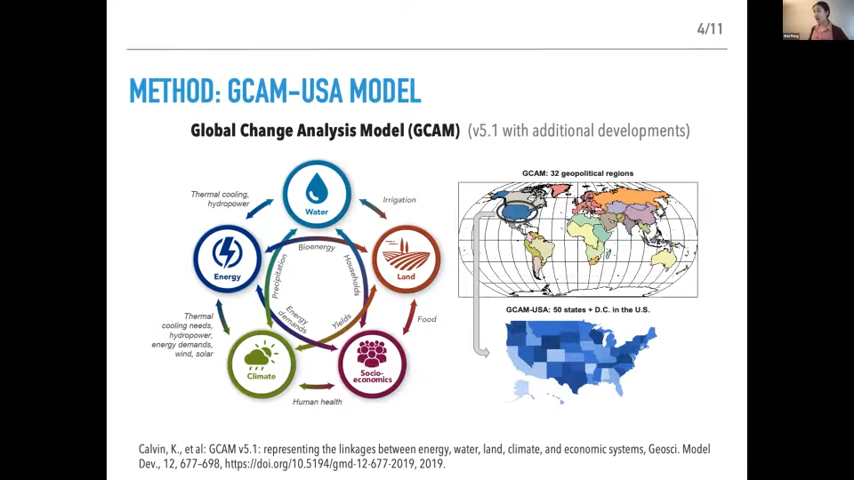 4/11
METHOD: GCAM-USA MODEL
Global Change Analysis Model (GCAM) (v5.1 with additional developments)
Thermal cooling,
hydropower
Water
Irrigation
Energy
Bioenergy
Land
Precipitation
Households
Energy
demands
Yields
Thermal
cooling needs,
hydropower,
energy demands,
wind, solar
Food
Climate
Socio-
economics
Human health
GCAM: 32 geopolitical regions
GCAM-USA: 50 states + D.C. in the U.S.
Calvin, K., et al: GCAM v5.1: representing the linkages between energy, water, land, climate, and economic systems, Geosci. Model
Dev., 12, 677–698, https://doi.org/10.5194/gmd-12-677-2019, 2019.